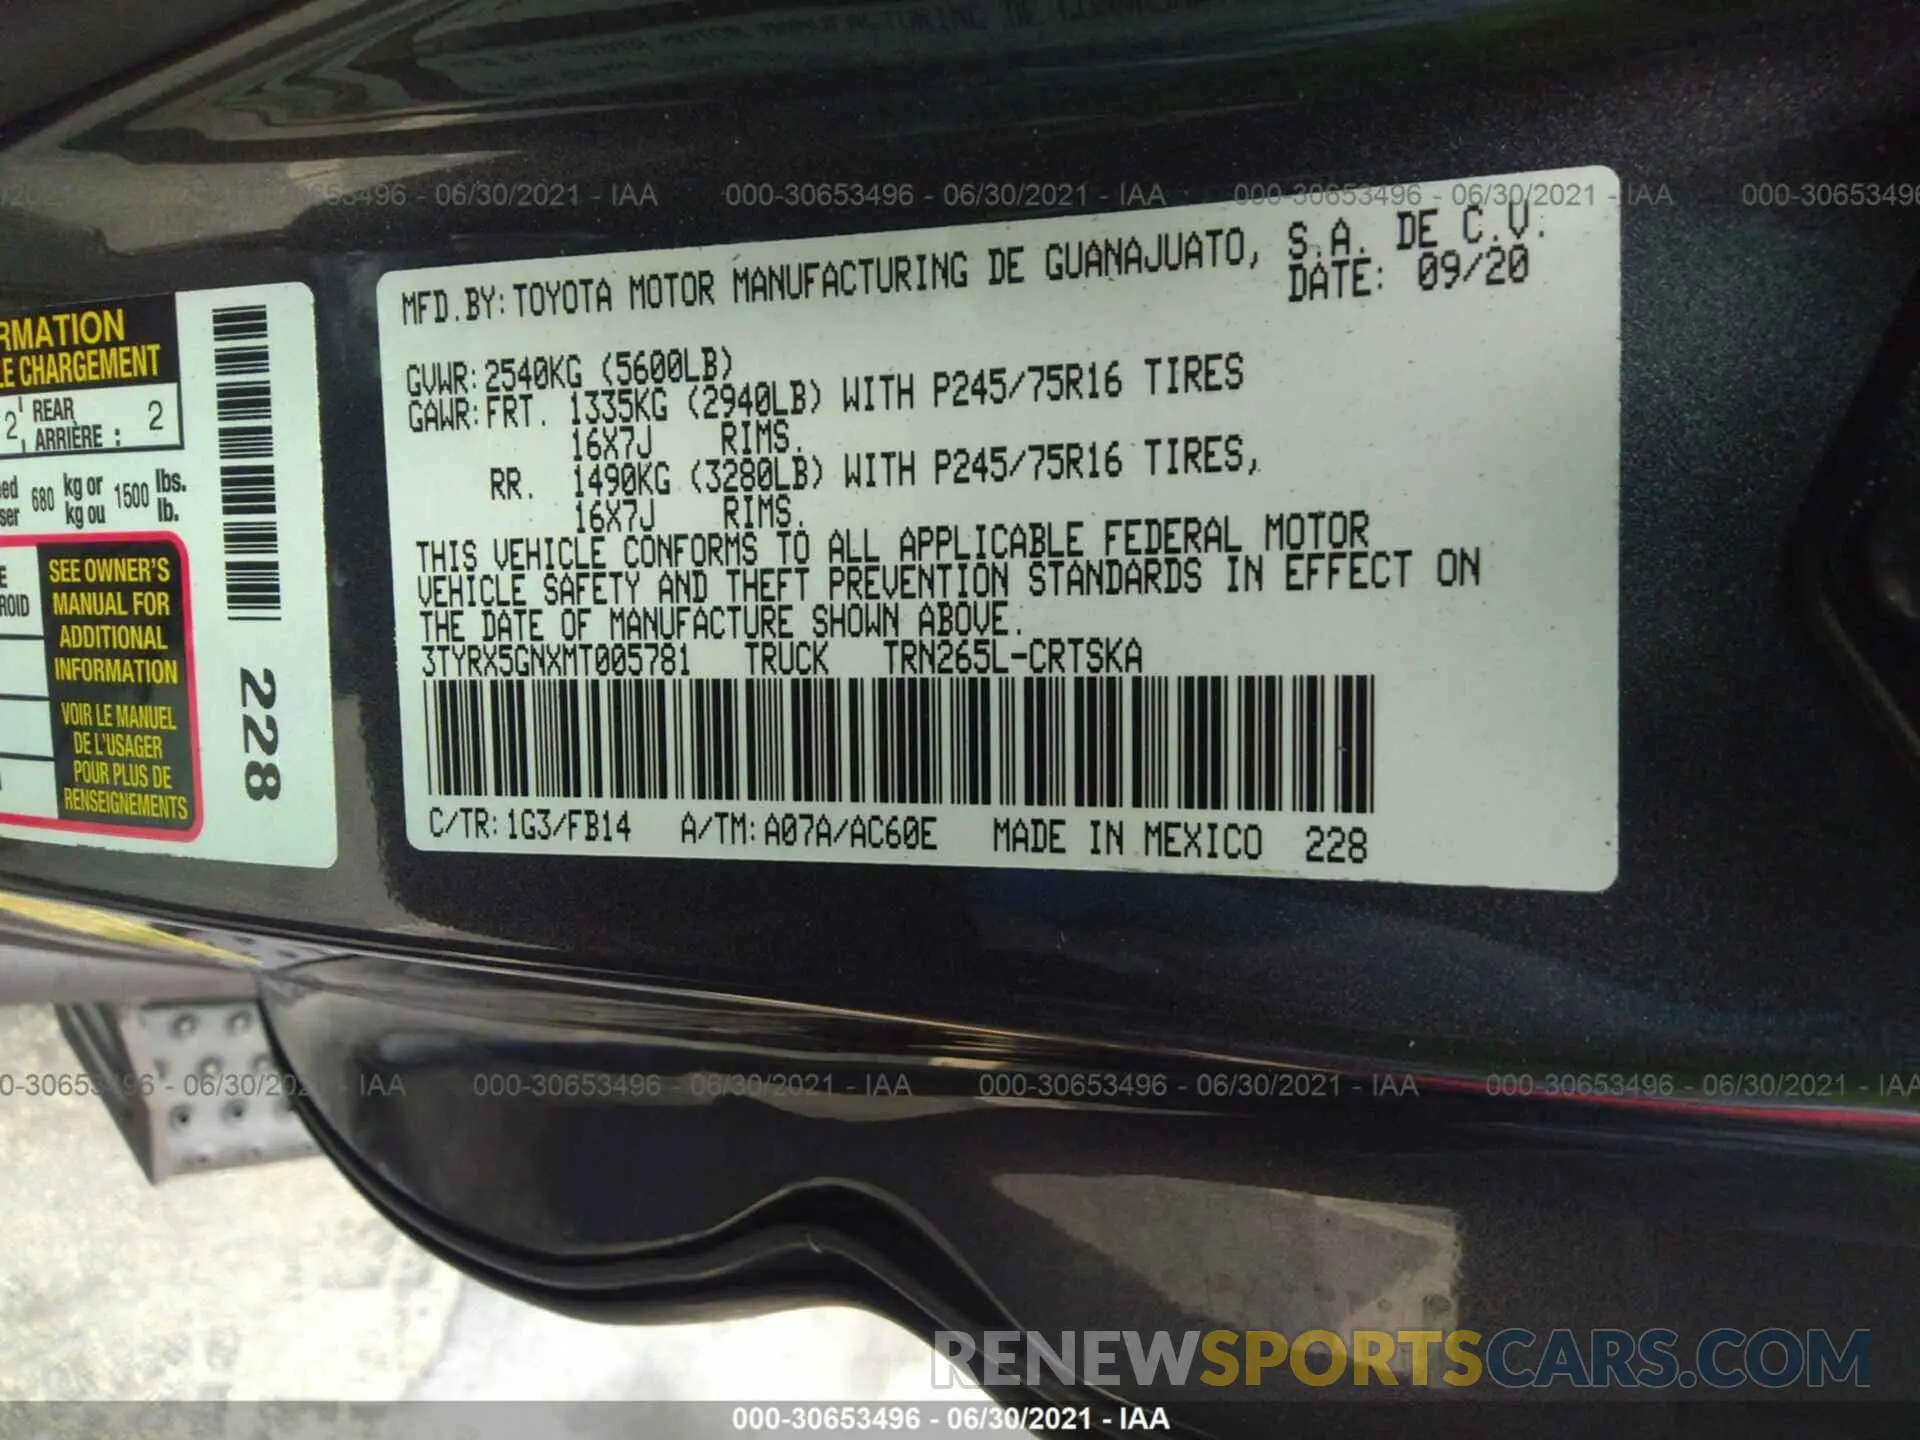 000-30653496 - 06/30/2021 - IAA
000-30653496 - 06/30/2021 - IAA
MFD.BY: TOYOTA MOTOR MANUFACTURING DE GUANAJUATO, S.A. DE C.V.
DATE: 09/20
GVWR: 2540KG (5600LB)
GAWR: FRT. 1335KG (2940LB) WITH P245/75R16 TIRES
16X7J RIMS.
RR. 1490KG (3280LB) WITH P245/75R16 TIRES,
16X7J RIMS.
THIS VEHICLE CONFORMS TO ALL APPLICABLE FEDERAL MOTOR
VEHICLE SAFETY AND THEFT PREVENTION STANDARDS IN EFFECT ON
THE DATE OF MANUFACTURE SHOWN ABOVE.
3TYRX5GNXMT005781 TRUCK TRN265L-CRTSKA
C/TR: 1G3/FB14 A/TM: A07A/AC60E MADE IN MEXICO 228
RMATION
LE CHARGEMENT
2 REAR
ARRIÈRE : 2
680 kg or 1500 lbs.
kg ou lb.
SEE OWNER'S
MANUAL FOR
ADDITIONAL
INFORMATION
VOIR LE MANUEL
DE L'USAGER
POUR PLUS DE
RENSEIGNEMENTS
228
000-30653496 - 06/30/2021 - IAA
000-30653496 - 06/30/2021 - IAA
000-30653496 - 06/30/2021 - IAA
RENEWSPORTSCARS.COM
000-30653496 - 06/30/2021 - IAA